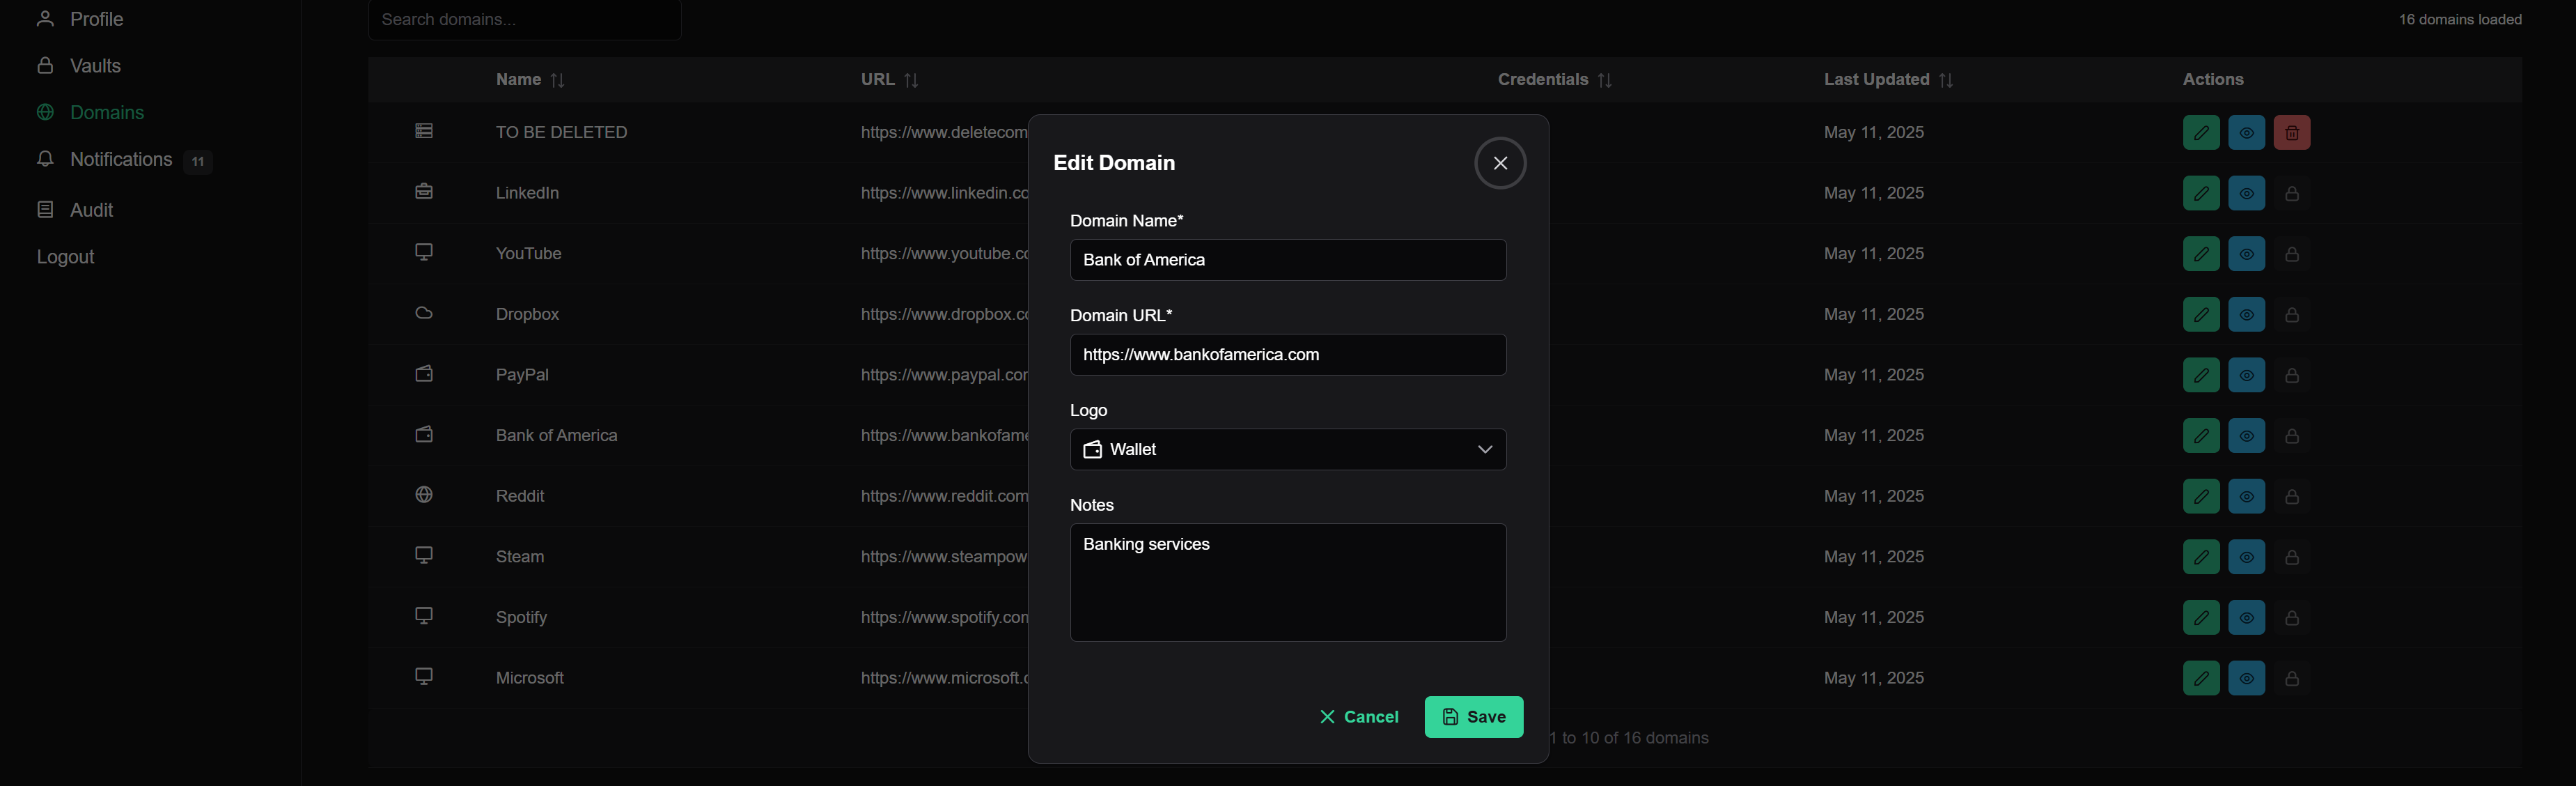 Profile
Vaults
Domains
Notifications 11
Audit
Logout
Search domains...
16 domains loaded
Name URL Credentials Last Updated Actions
TO BE DELETED https://www.deletecom May 11, 2025
LinkedIn https://www.linkedin.co May 11, 2025
YouTube https://www.youtube.co May 11, 2025
Dropbox https://www.dropbox.co May 11, 2025
PayPal https://www.paypal.com May 11, 2025
Bank of America https://www.bankofame May 11, 2025
Reddit https://www.reddit.com May 11, 2025
Steam https://www.steampow May 11, 2025
Spotify https://www.spotify.com May 11, 2025
Microsoft https://www.microsoft.c May 11, 2025
1 to 10 of 16 domains
Edit Domain
Domain Name*
Bank of America
Domain URL*
https://www.bankofamerica.com
Logo
Wallet
Notes
Banking services
Cancel
Save